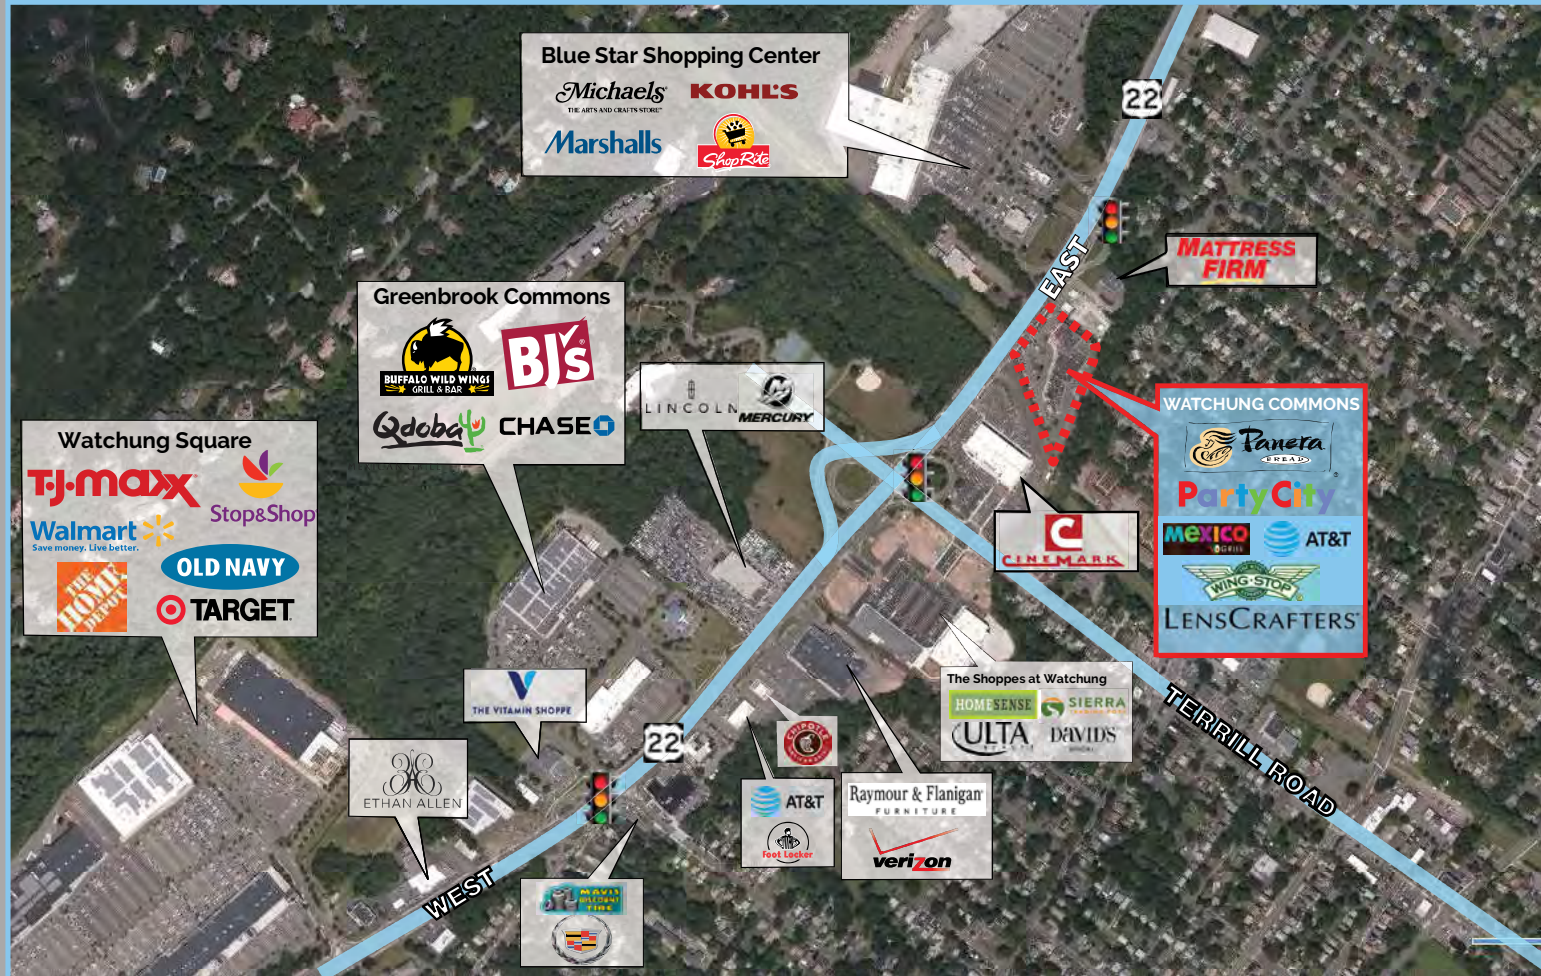 Blue Star Shopping Center
Michaels
THE ARTS AND CRAFTS STORE
KOHL'S
Marshalls
ShopRite
22
EAST
MATTRESS
FIRM
Greenbrook Commons
BUFFALO WILD WINGS
GRILL & BAR
BJ's
Qdoba
CHASE
LINCOLN
MERCURY
WATCHUNG COMMONS
Panera
BREAD
Party City
MEXICO
GRILL
AT&T
WING·STOP
LENSCRAFTERS
Watchung Square
T·J·maxx
Stop&Shop
Walmart
Save money. Live better.
OLD NAVY
THE
HOME
DEPOT
TARGET
C
CINEMARK
The Shoppes at Watchung
HOMESENSE
SIERRA
ULTA
DAVID'S
THE VITAMIN SHOPPE
22
CHIPOTLE
TERRILL ROAD
ETHAN ALLEN
AT&T
Foot Locker
Raymour & Flanigan
FURNITURE
verizon
WEST
MAVIS
DISCOUNT
TIRE